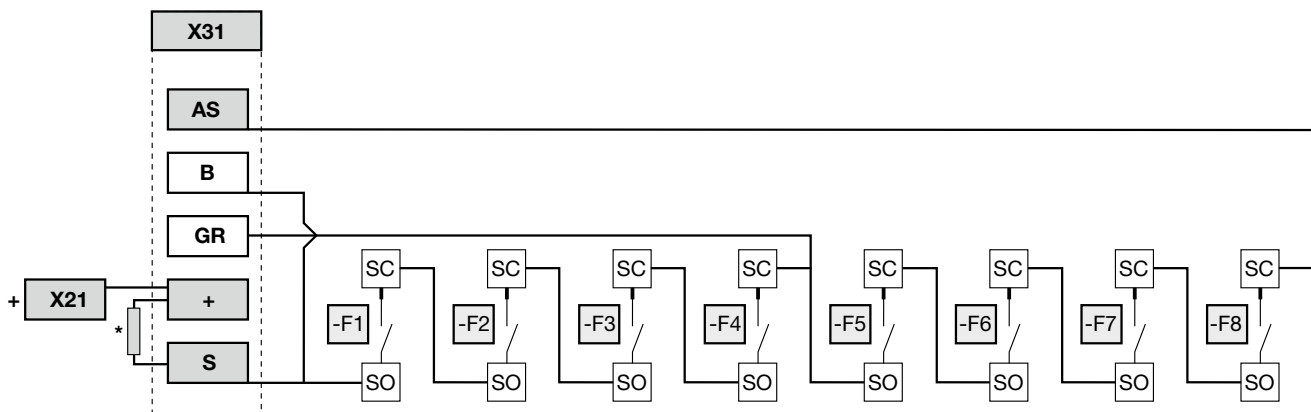 X31
AS
B
GR
SC SC SC SC SC SC SC SC
+ X21 +
*
-F1 -F2 -F3 -F4 -F5 -F6 -F7 -F8
S
SO SO SO SO SO SO SO SO